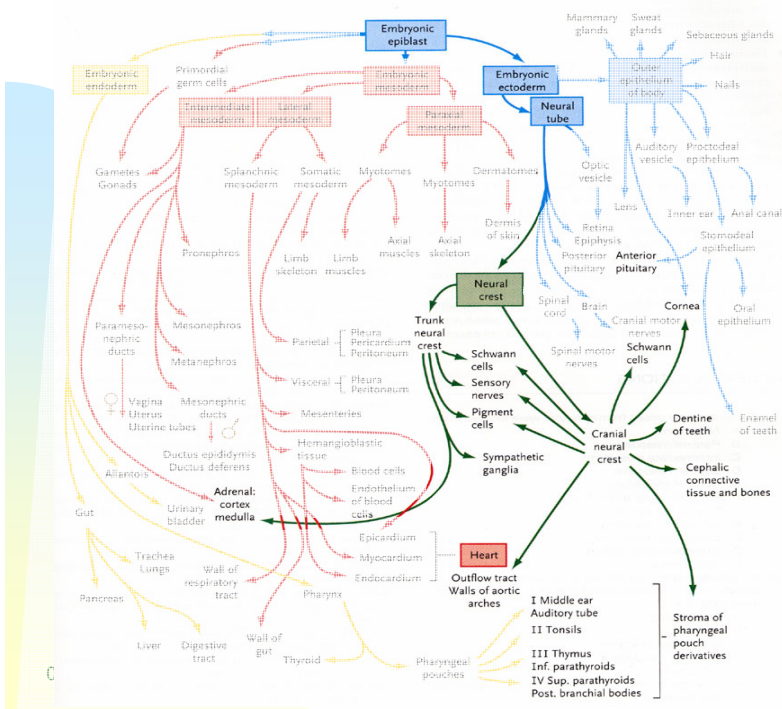 Embryonic
epiblast
Mammary
glands
Sweat
glands
Sebaceous glands
Hair
Nails
Embryonic
endoderm
Primordial
germ cells
Embryonic
mesoderm
Embryonic
ectoderm
Outer
epithelium
of body
Intermediate
mesoderm
Lateral
mesoderm
Paraxial
mesoderm
Neural
tube
Gametes
Gonads
Splanchnic
mesoderm
Somatic
mesoderm
Myotomes
Myotomes
Dermatomes
Optic
vesicle
Auditory
vesicle
Proctodeal
epithelium
Pronephros
Limb
skeleton
Limb
muscles
Axial
muscles
Axial
skeleton
Dermis
of skin
Retina
Epiphysis
Posterior
pituitary
Lens
Anterior
pituitary
Inner ear
Anal canal
Stomodeal
epithelium
Neural
crest
Spinal
cord
Brain
Cornea
Oral
epithelium
Parameso-
nephric
ducts
Mesonephros
Metanephros
Parietal
Pleura
Pericardium
Peritoneum
Trunk
neural
crest
Spinal motor
nerves
Cranial motor
nerves
Schwann
cells
Schwann
cells
Sensory
nerves
Pigment
cells
Visceral
Pleura
Peritoneum
♀
Vagina
Uterus
Uterine tubes
Mesonephric
ducts
♂
Ductus epididymis
Ductus deferens
Mesenteries
Hemangioblastic
tissue
Sympathetic
ganglia
Cranial
neural
crest
Dentine
of teeth
Enamel
of teeth
Cephalic
connective
tissue and bones
Allantois
Urinary
bladder
Adrenal:
cortex
medulla
Blood cells
Endothelium
of blood
cells
Gut
Epicardium
Myocardium
Endocardium
Heart
Outflow tract
Walls of aortic
arches
Trachea
Lungs
Wall of
respiratory
tract
Pancreas
Pharynx
Liver
Digestive
tract
Wall of
gut
Thyroid
Pharyngeal
pouches
I Middle ear
Auditory tube
II Tonsils
III Thymus
Inf. parathyroids
IV Sup. parathyroids
Post. branchial bodies
Stroma of
pharyngeal
pouch
derivatives